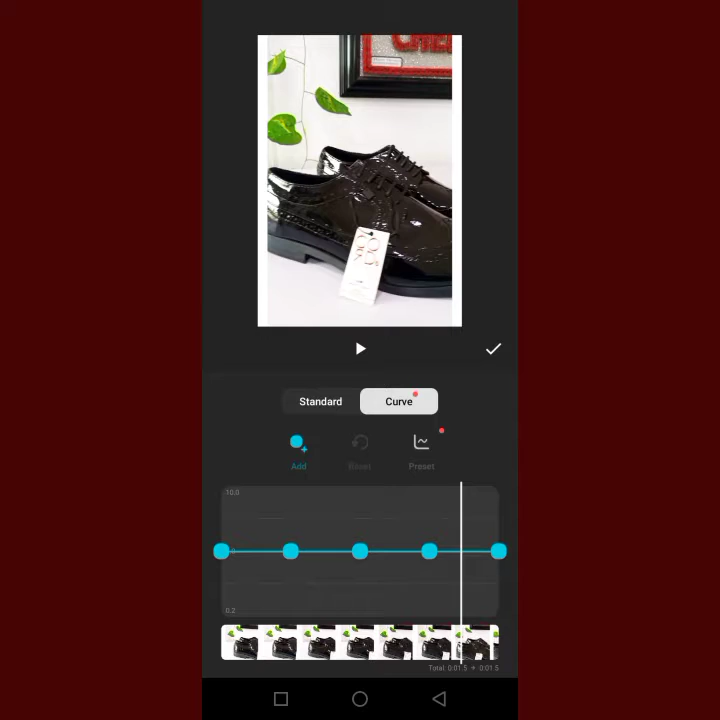 Standard
Curve
Add
Reset
Preset
10.0
0.2
Total 0:01.5 → 0:01.5